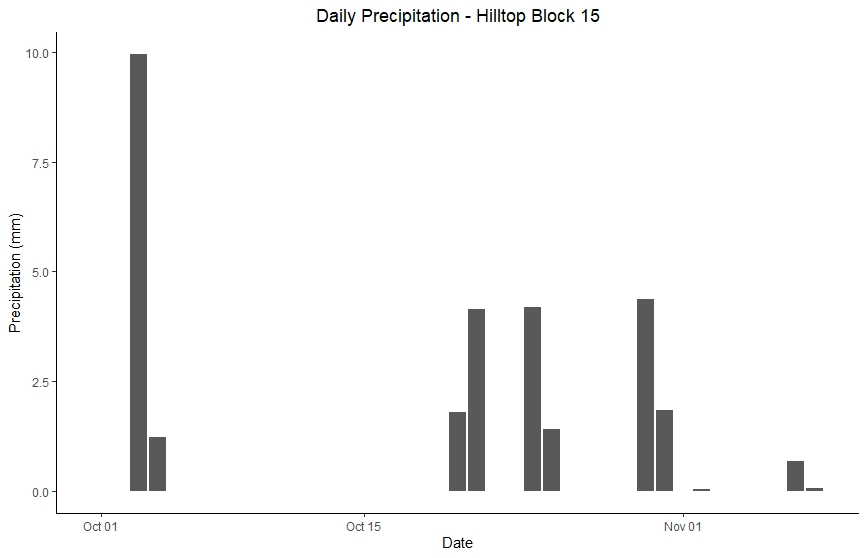 Daily Precipitation - Hilltop Block 15
Precipitation (mm)
10.0
7.5
5.0
2.5
0.0
Oct 01
Oct 15
Nov 01
Date